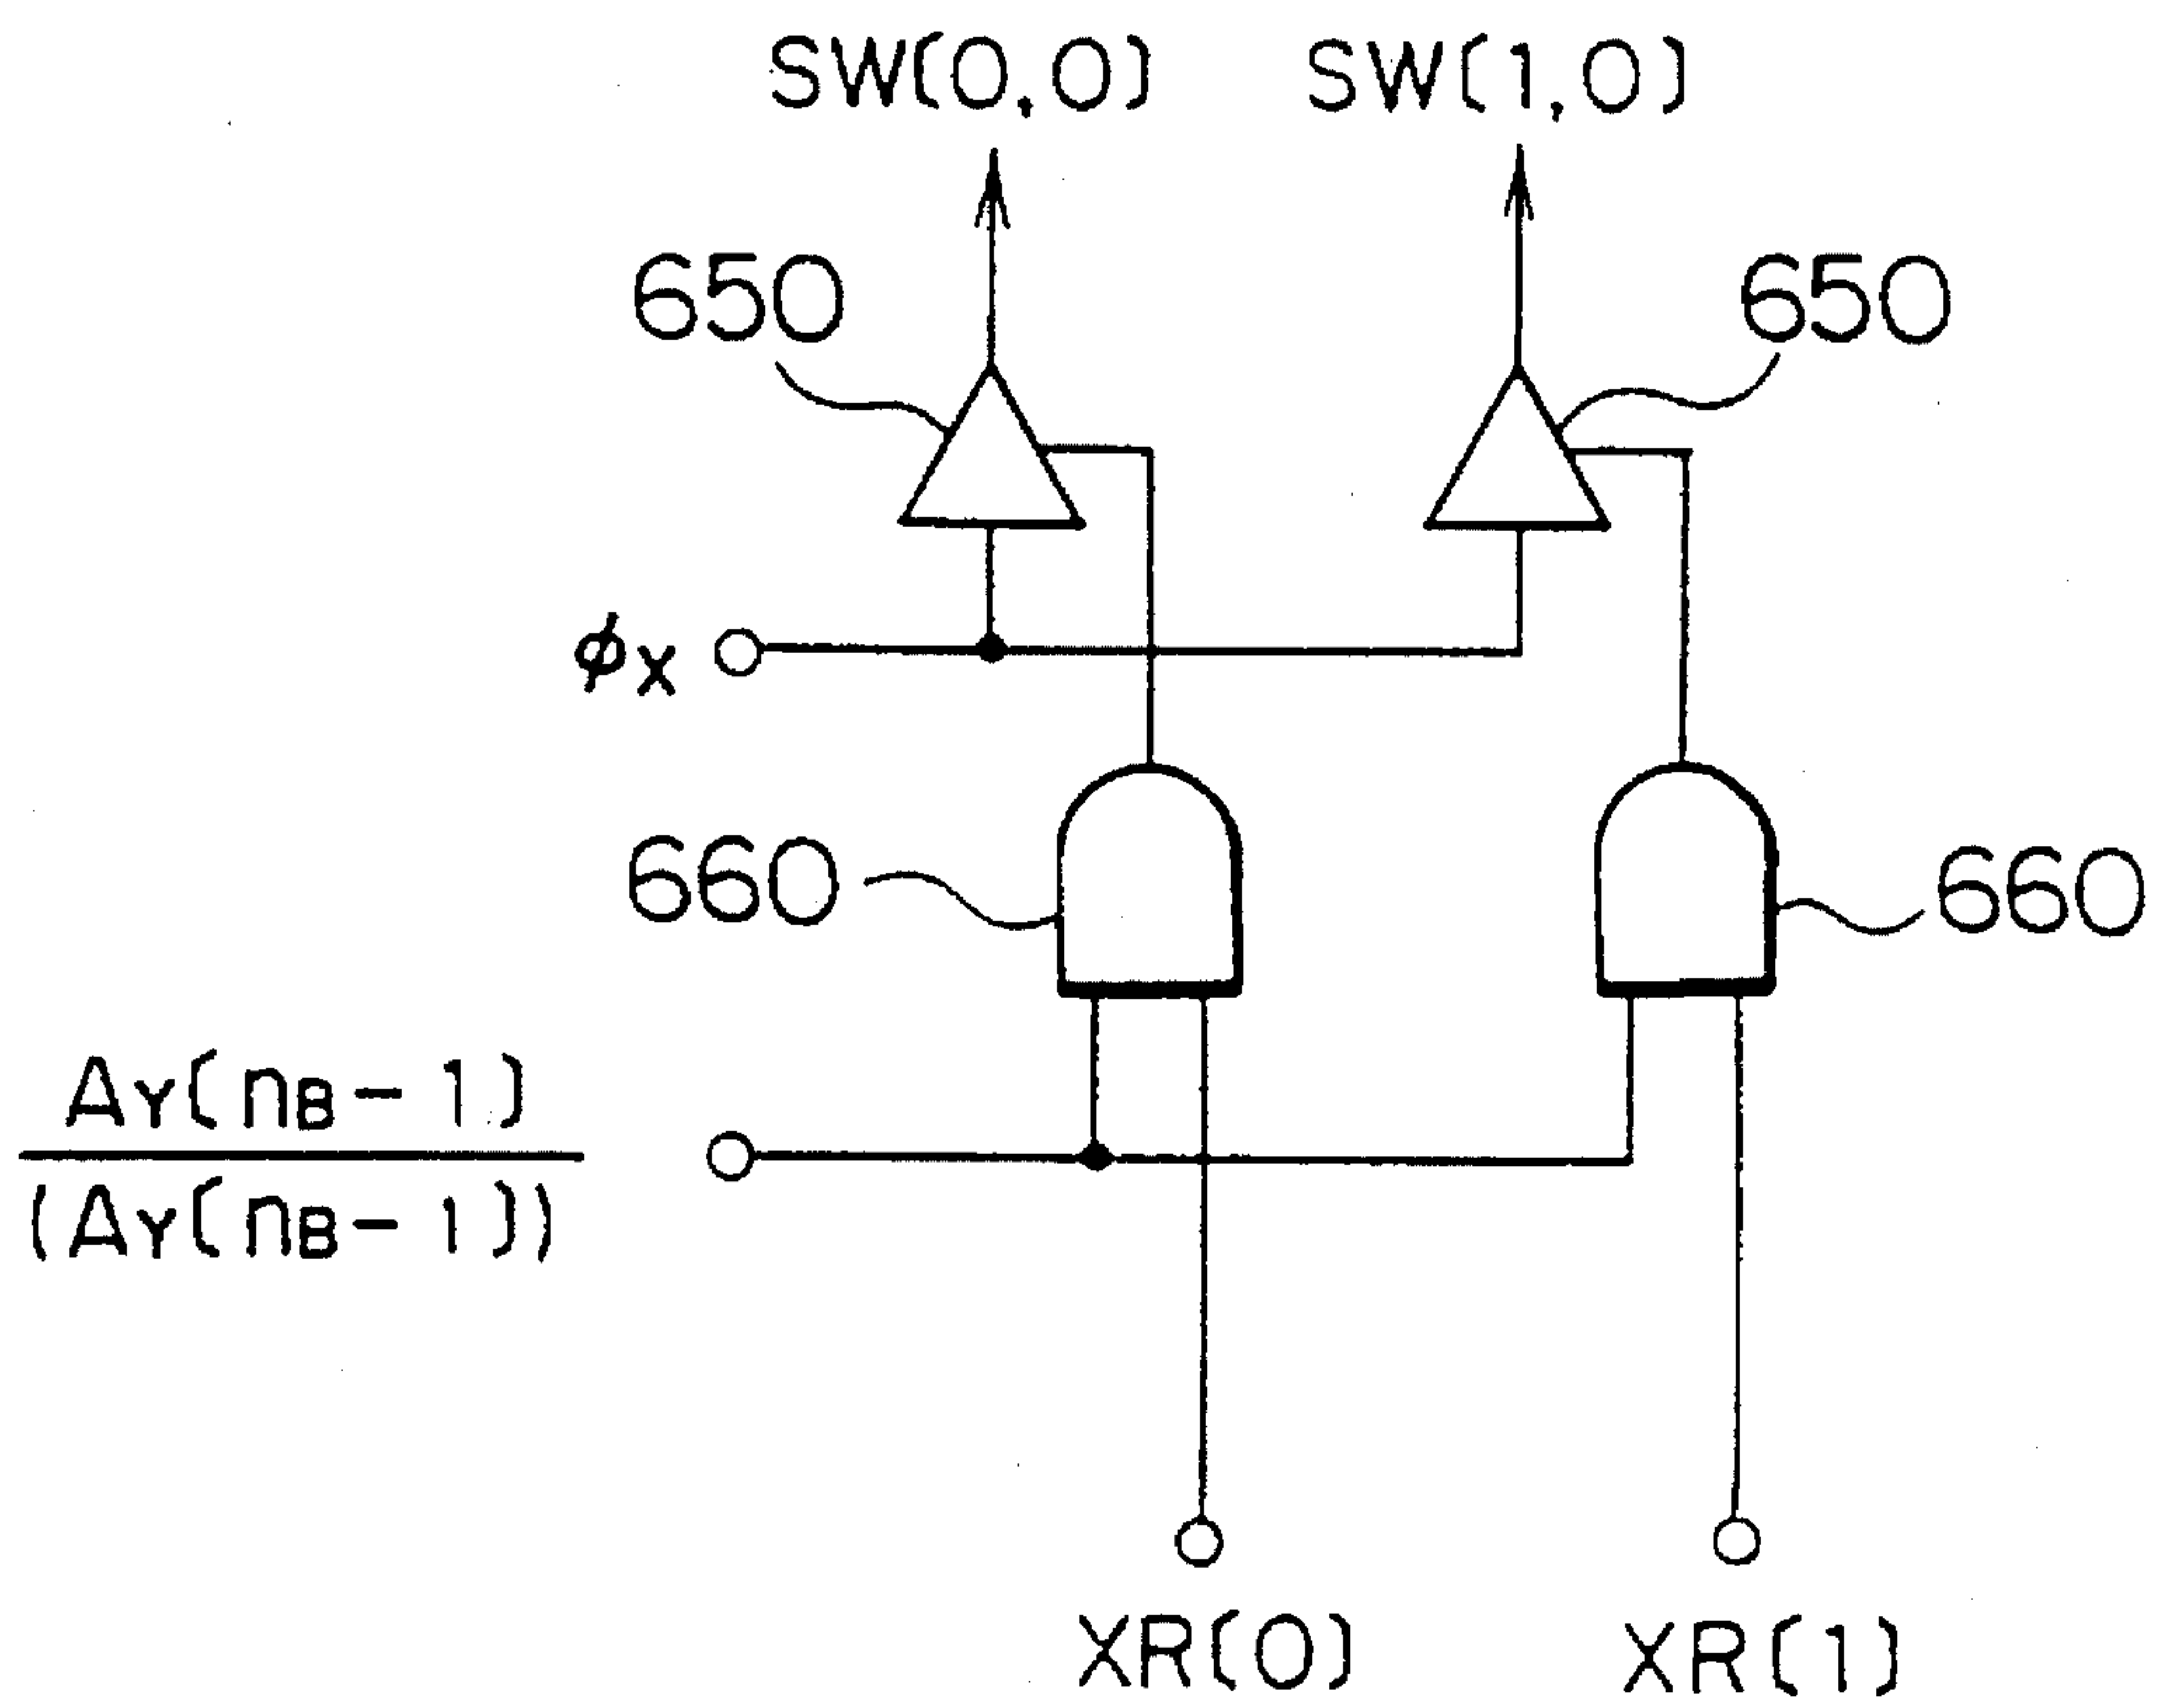 SW(0,0) SW(1,0)
650 650
ϕX
660 660
AY(nB-1)
(AY(nB-1))
XR(0) XR(1)